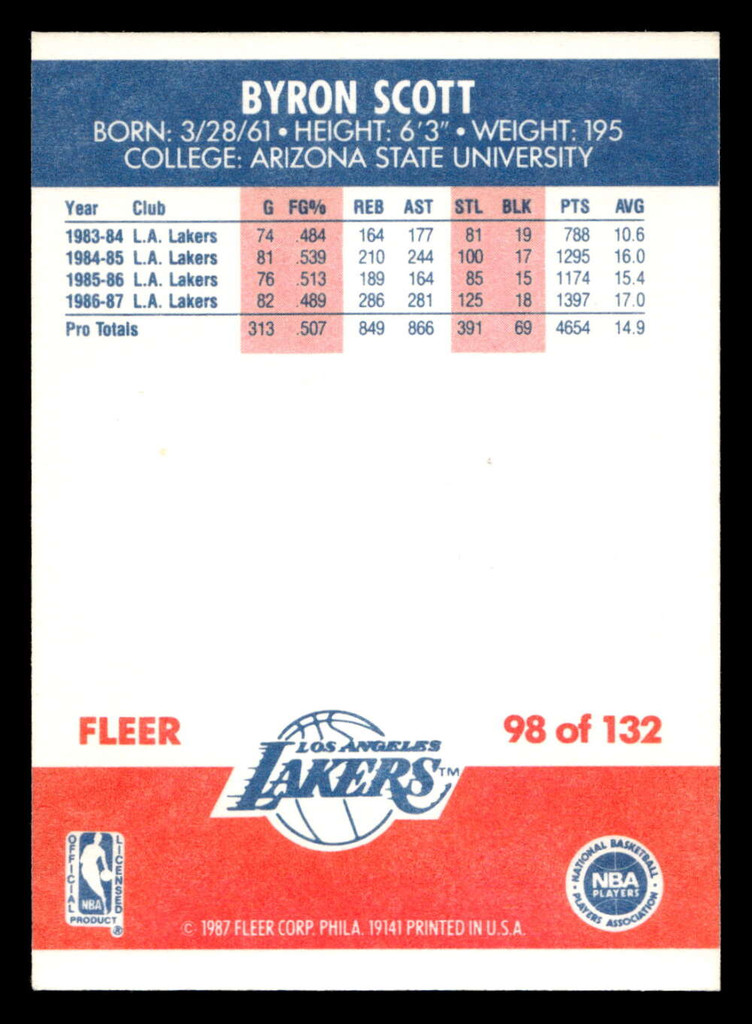 BYRON SCOTT
BORN: 3/28/61 • HEIGHT: 6'3" • WEIGHT: 195
COLLEGE: ARIZONA STATE UNIVERSITY
Year Club G FG% REB AST STL BLK PTS AVG
1983-84 L.A. Lakers 74 .484 164 177 81 19 788 10.6
1984-85 L.A. Lakers 81 .539 210 244 100 17 1295 16.0
1985-86 L.A. Lakers 76 .513 189 164 85 15 1174 15.4
1986-87 L.A. Lakers 82 .489 286 281 125 18 1397 17.0
Pro Totals 313 .507 849 866 391 69 4654 14.9
FLEER
98 of 132
LOS ANGELES
LAKERS™
OFFICIAL
LICENSED
NBA
PRODUCT ®
NATIONAL BASKETBALL
NBA
PLAYERS
PLAYERS ASSOCIATION
© 1987 FLEER CORP. PHILA. 19141 PRINTED IN U.S.A.